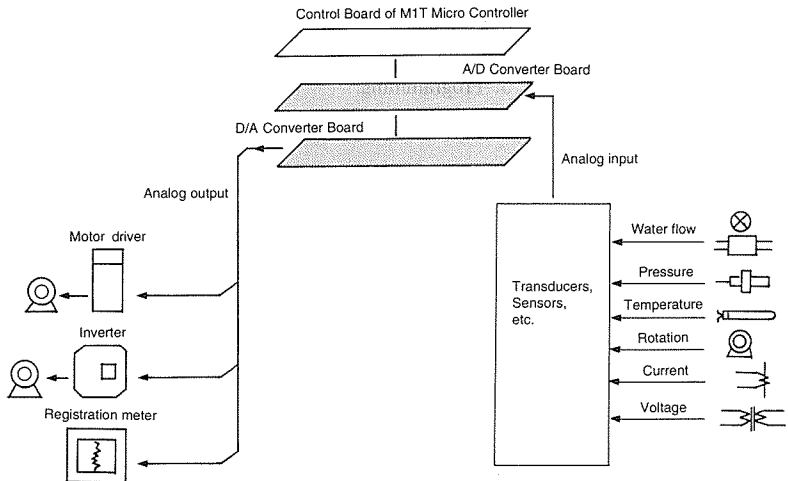 Control Board of M1T Micro Controller
A/D Converter Board
D/A Converter Board
Analog input
Analog output
Motor driver
Inverter
Registration meter
Transducers,
Sensors,
etc.
Water flow
Pressure
Temperature
Rotation
Current
Voltage